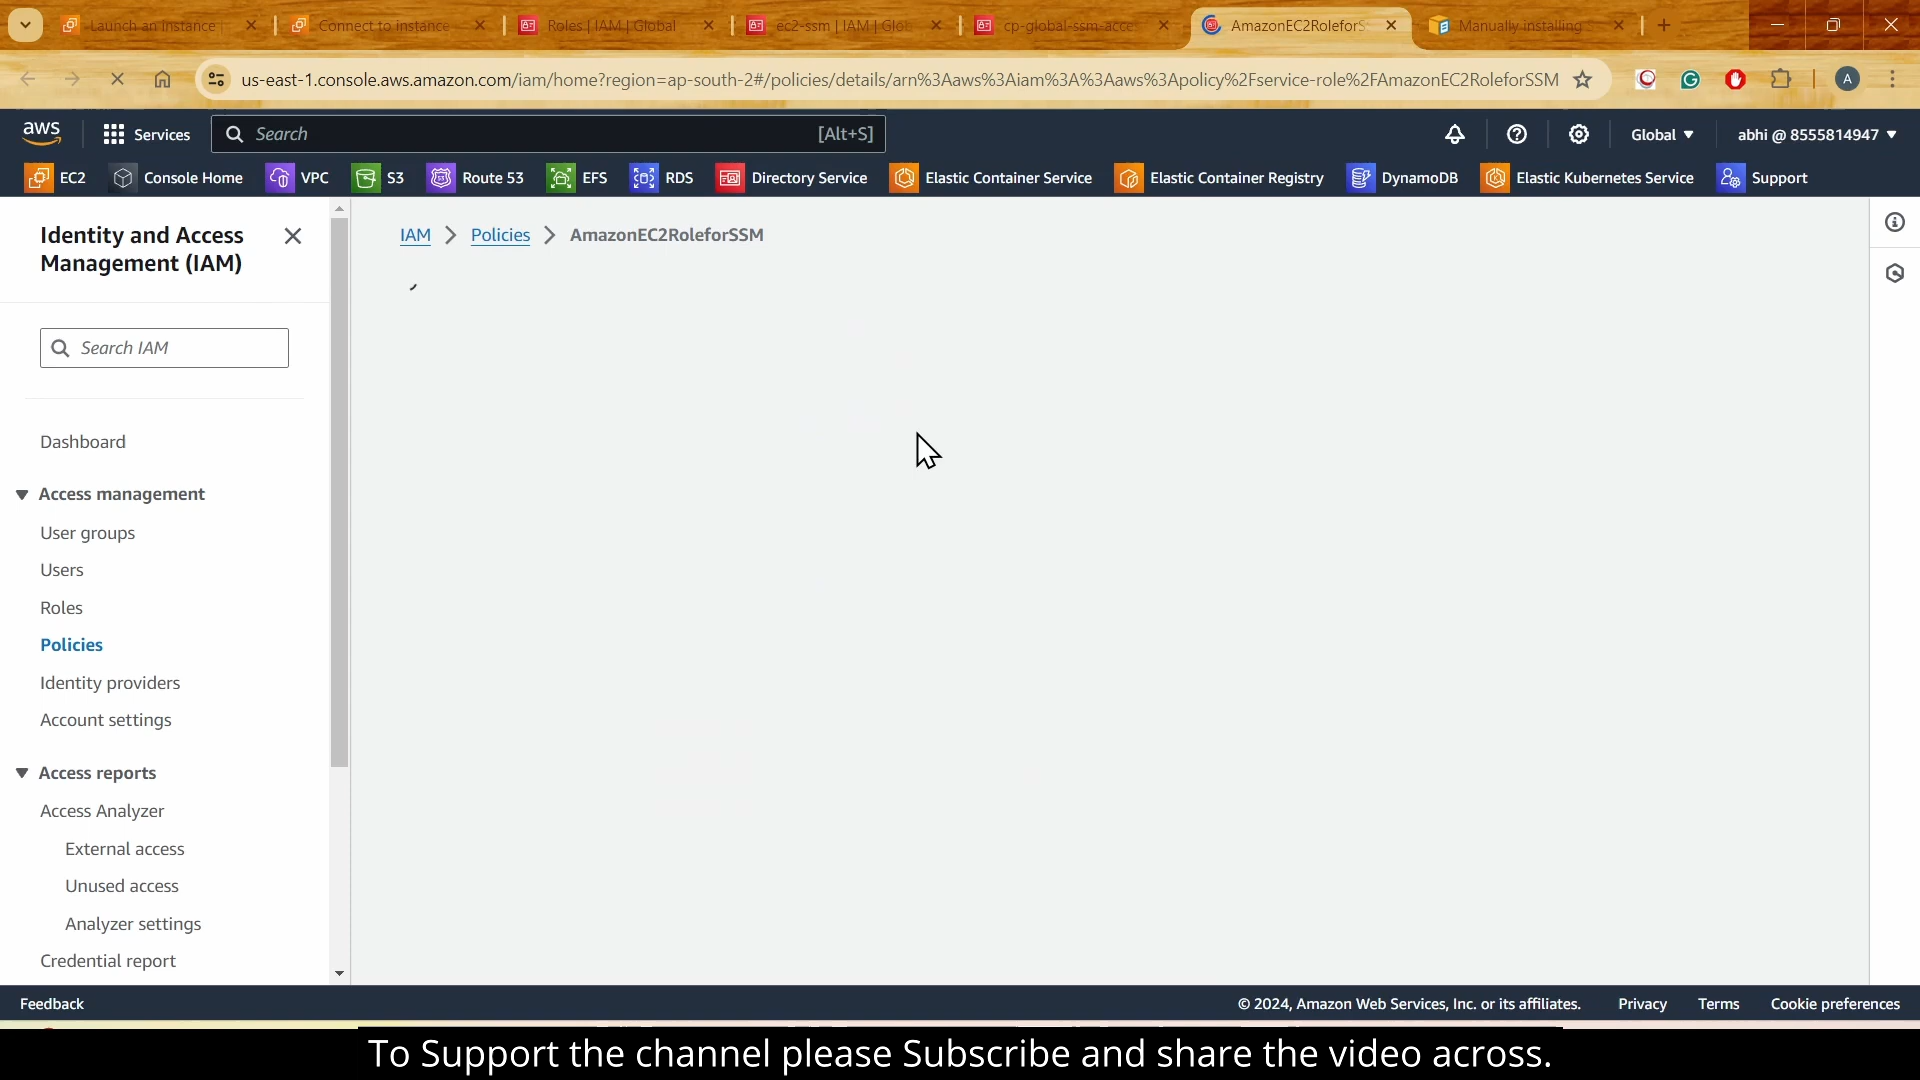 Launch an instance
Connect to instance
Roles | IAM | Global
ec2-ssm | IAM | Glo
cp-global-ssm-acce
AmazonEC2RoleforS
Manually installing
us-east-1.console.aws.amazon.com/iam/home?region=ap-south-2#/policies/details/arn%3Aaws%3Aiam%3A%3Aaws%3Apolicy%2Fservice-role%2FAmazonEC2RoleforSSM
A
aws
Services
Search
[Alt+S]
Global
abhi @ 8555814947
EC2
Console Home
VPC
S3
Route 53
EFS
RDS
Directory Service
Elastic Container Service
Elastic Container Registry
DynamoDB
Elastic Kubernetes Service
Support
Identity and Access
Management (IAM)
IAM > Policies > AmazonEC2RoleforSSM
Search IAM
Dashboard
Access management
User groups
Users
Roles
Policies
Identity providers
Account settings
Access reports
Access Analyzer
External access
Unused access
Analyzer settings
Credential report
Feedback
© 2024, Amazon Web Services, Inc. or its affiliates.
Privacy
Terms
Cookie preferences
To Support the channel please Subscribe and share the video across.